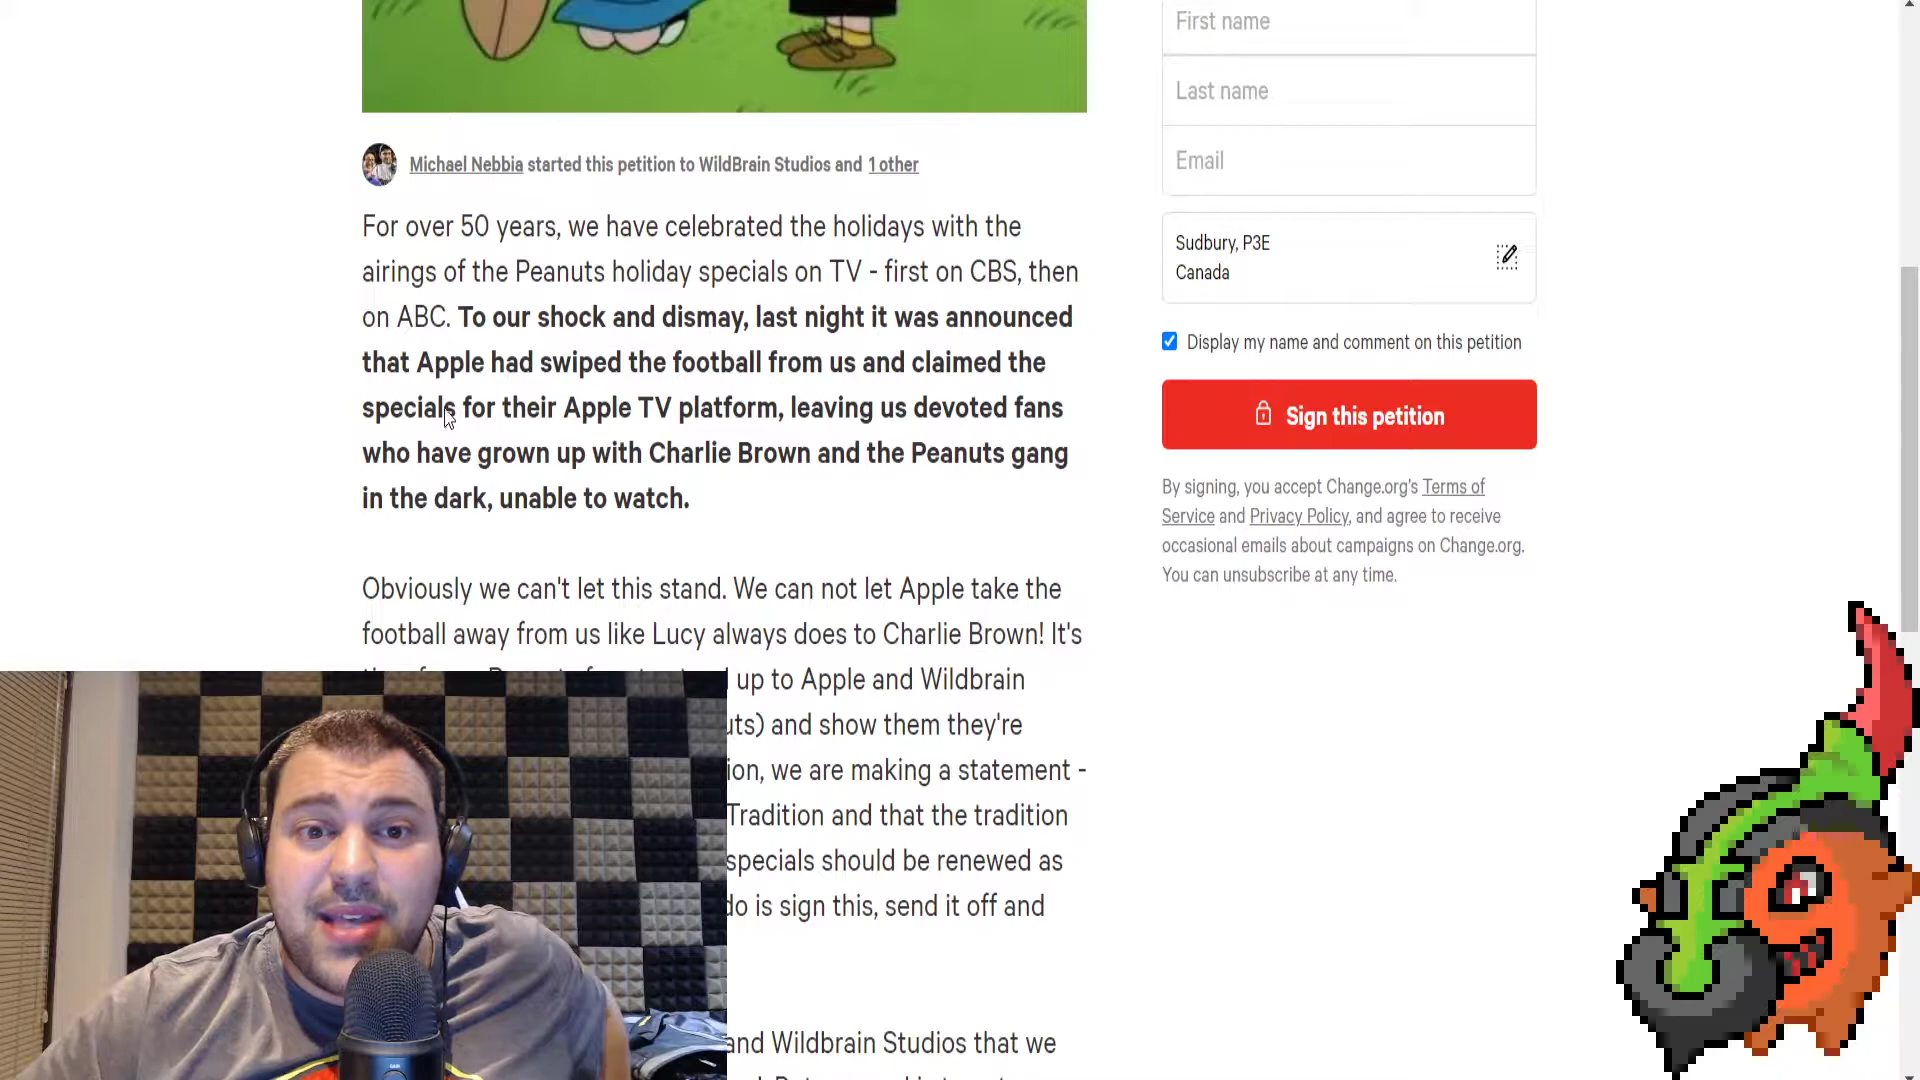 Michael Nebbia started this petition to WildBrain Studios and 1 other
For over 50 years, we have celebrated the holidays with the
airings of the Peanuts holiday specials on TV - first on CBS, then
on ABC. To our shock and dismay, last night it was announced
that Apple had swiped the football from us and claimed the
specials for their Apple TV platform, leaving us devoted fans
who have grown up with Charlie Brown and the Peanuts gang
in the dark, unable to watch.
Obviously we can't let this stand. We can not let Apple take the
football away from us like Lucy always does to Charlie Brown! It's
up to Apple and Wildbrain
uts) and show them they're
ion, we are making a statement -
Tradition and that the tradition
specials should be renewed as
do is sign this, send it off and
and Wildbrain Studios that we
First name
Last name
Email
Sudbury, P3E
Canada
Display my name and comment on this petition
Sign this petition
By signing, you accept Change.org's Terms of
Service and Privacy Policy, and agree to receive
occasional emails about campaigns on Change.org.
You can unsubscribe at any time.